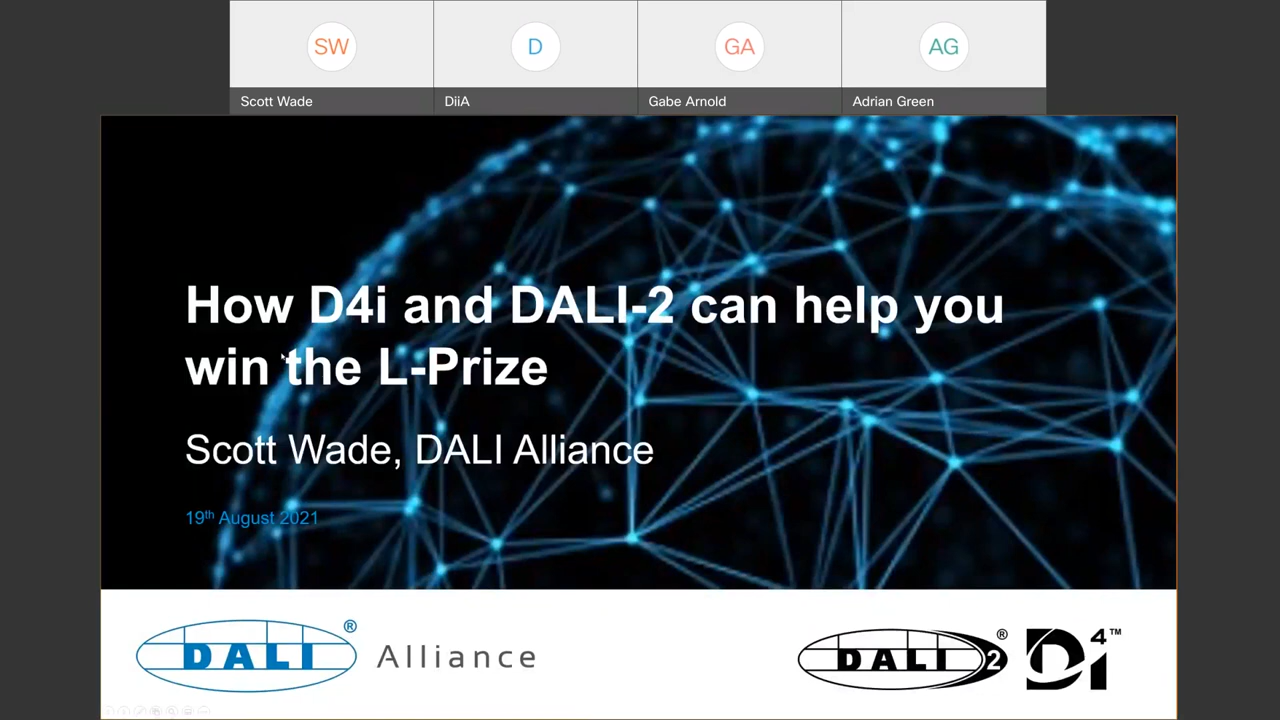 SW
D
GA
AG
Scott Wade
DiiA
Gabe Arnold
Adrian Green
How D4i and DALI-2 can help you
win the L-Prize
Scott Wade, DALI Alliance
19th August 2021
DALI® Alliance
DALI 2®
D4i™